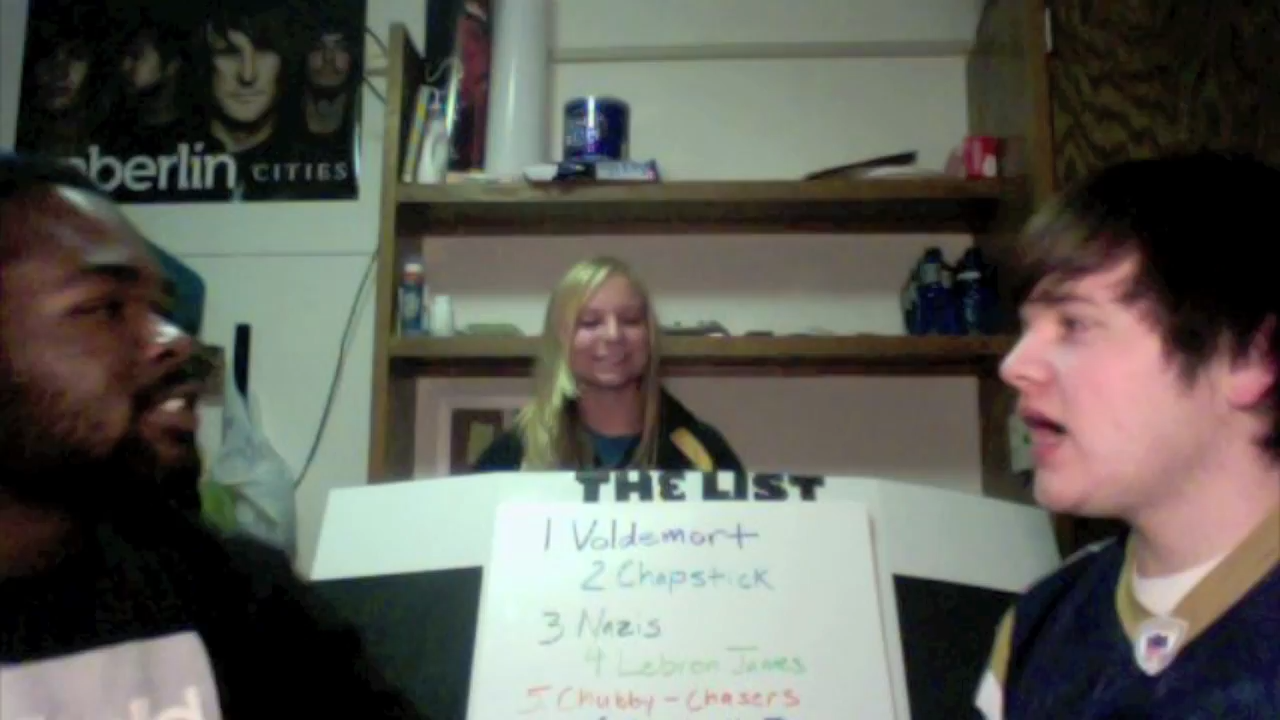 berlin CITIES
THE LIST
1 Voldemort
2 Chapstick
3 Nazis
4 Lebron James
5. Chubby-Chasers